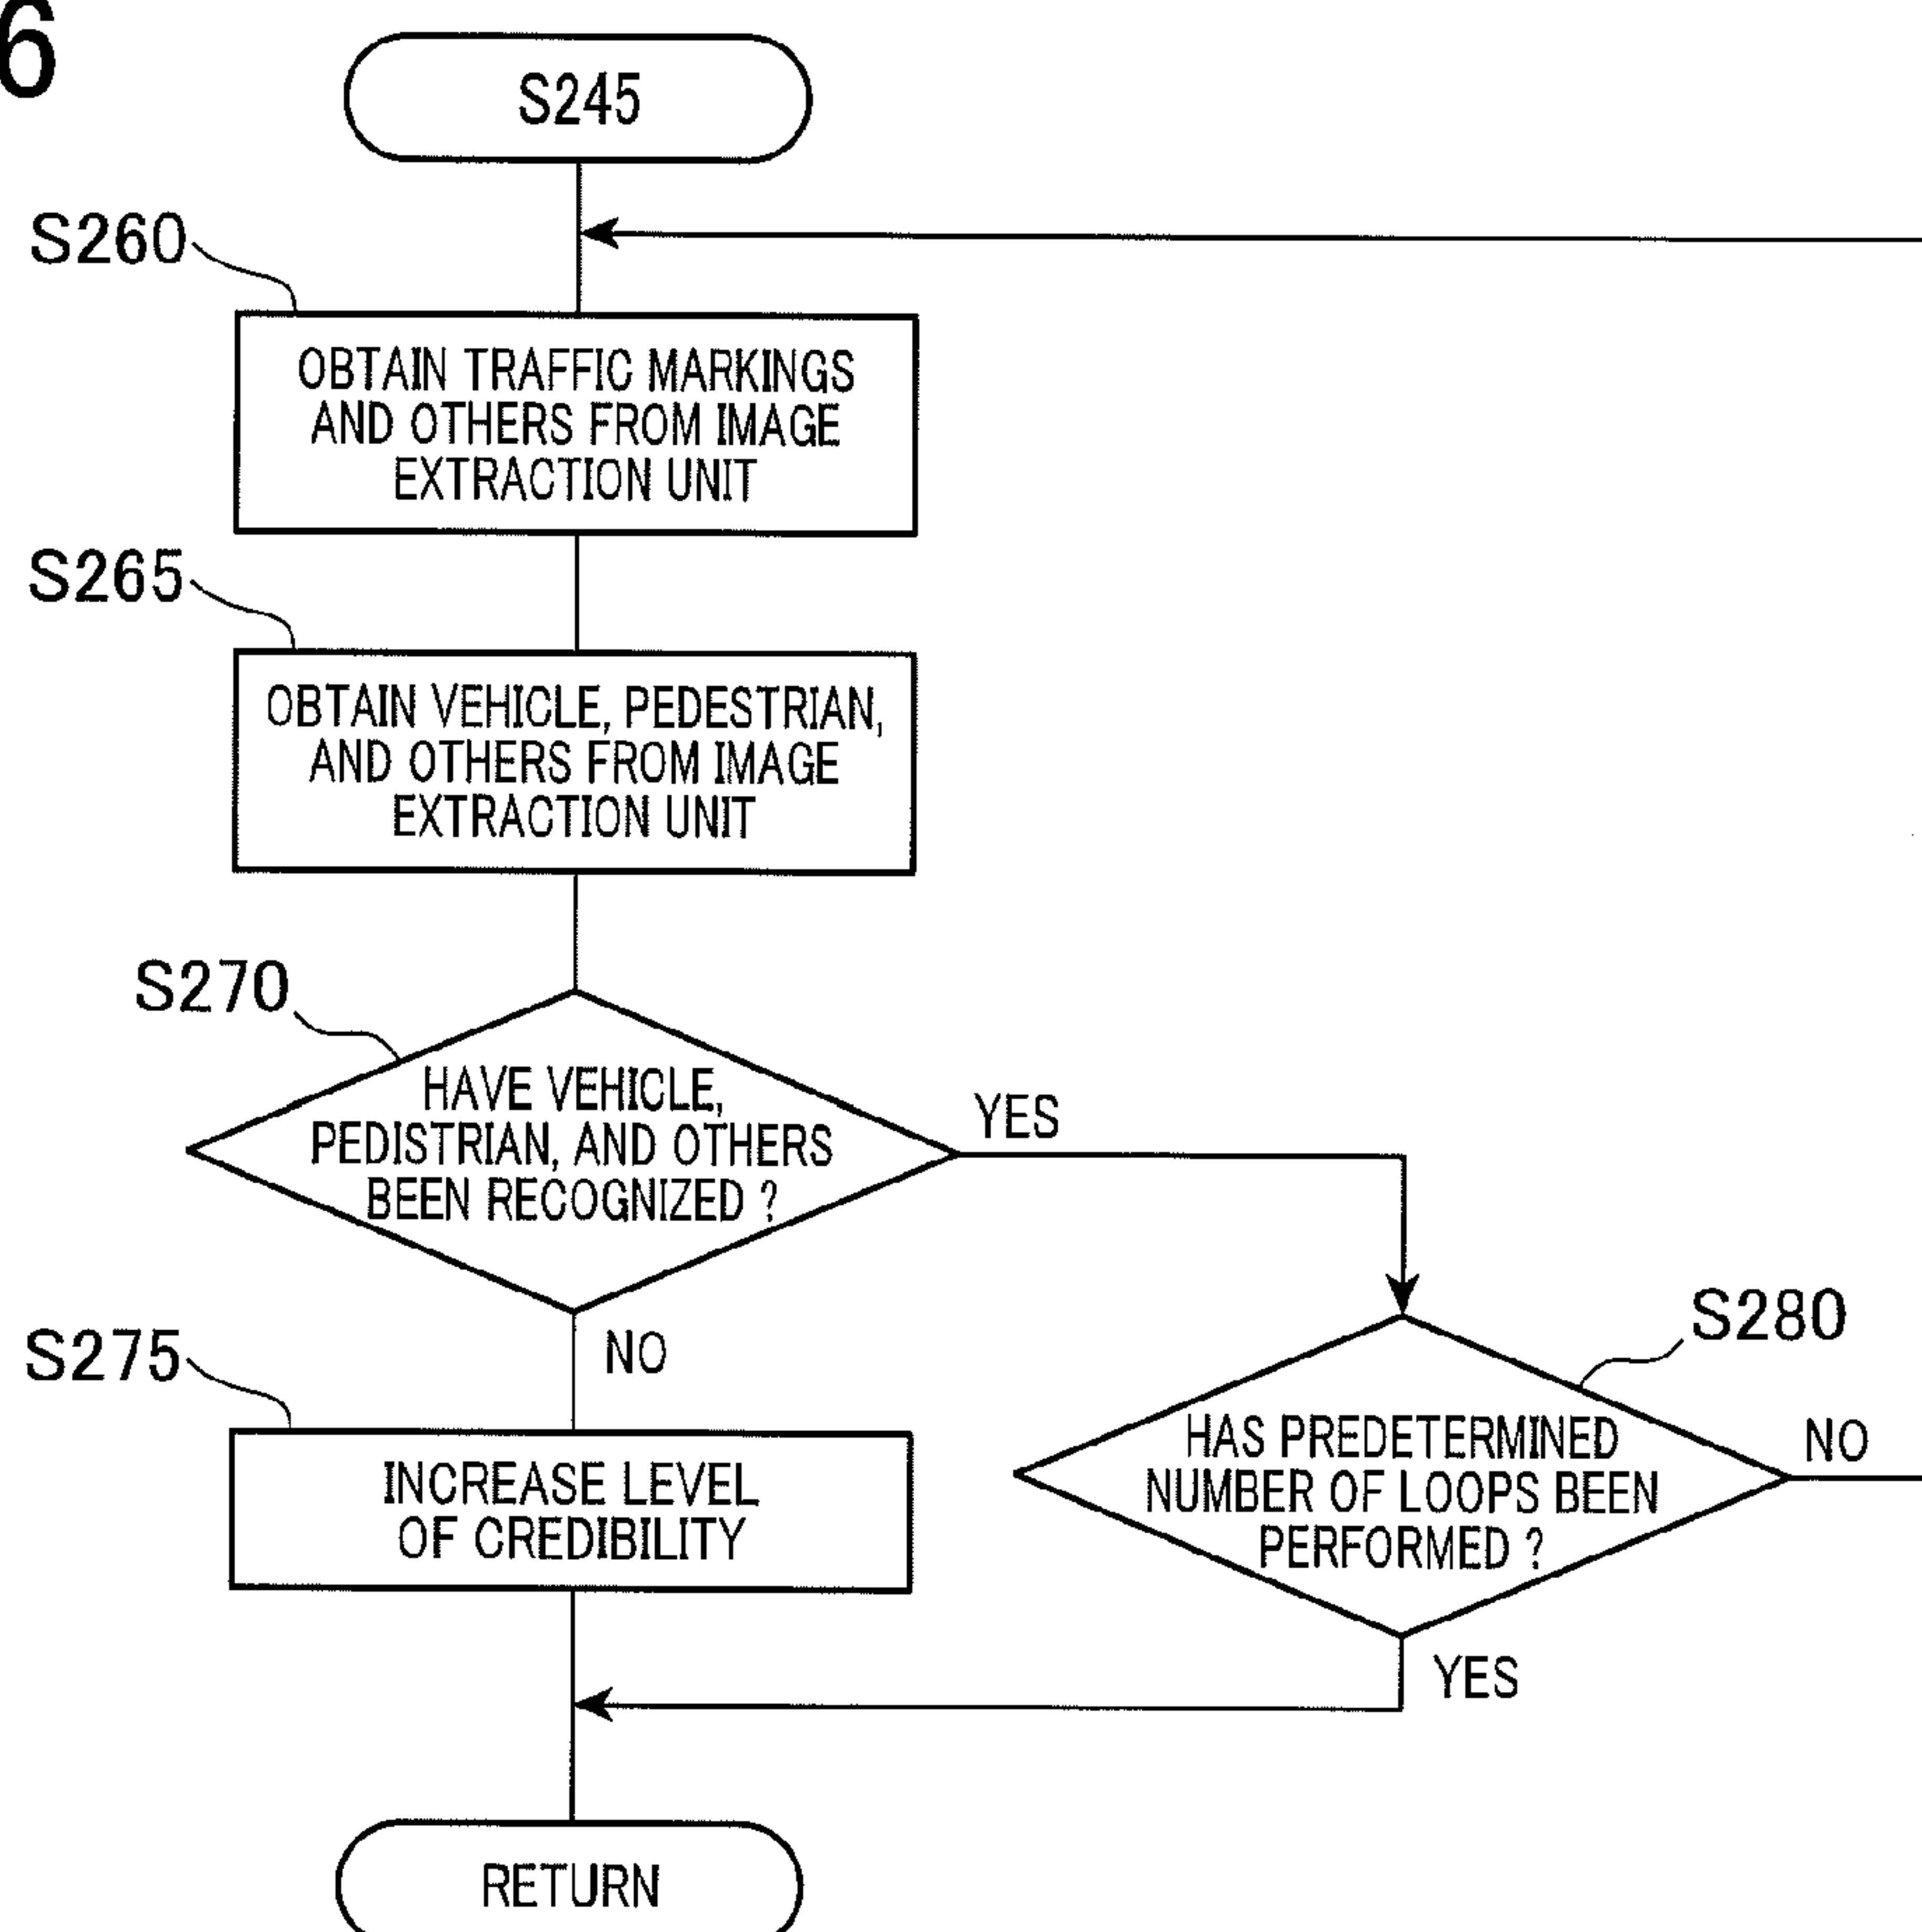 6
S245
S260
OBTAIN TRAFFIC MARKINGS
AND OTHERS FROM IMAGE
EXTRACTION UNIT
S265
OBTAIN VEHICLE, PEDESTRIAN,
AND OTHERS FROM IMAGE
EXTRACTION UNIT
S270
HAVE VEHICLE,
PEDISTRIAN, AND OTHERS
BEEN RECOGNIZED ?
YES
NO
S275
INCREASE LEVEL
OF CREDIBILITY
S280
HAS PREDETERMINED
NUMBER OF LOOPS BEEN
PERFORMED ?
NO
YES
RETURN